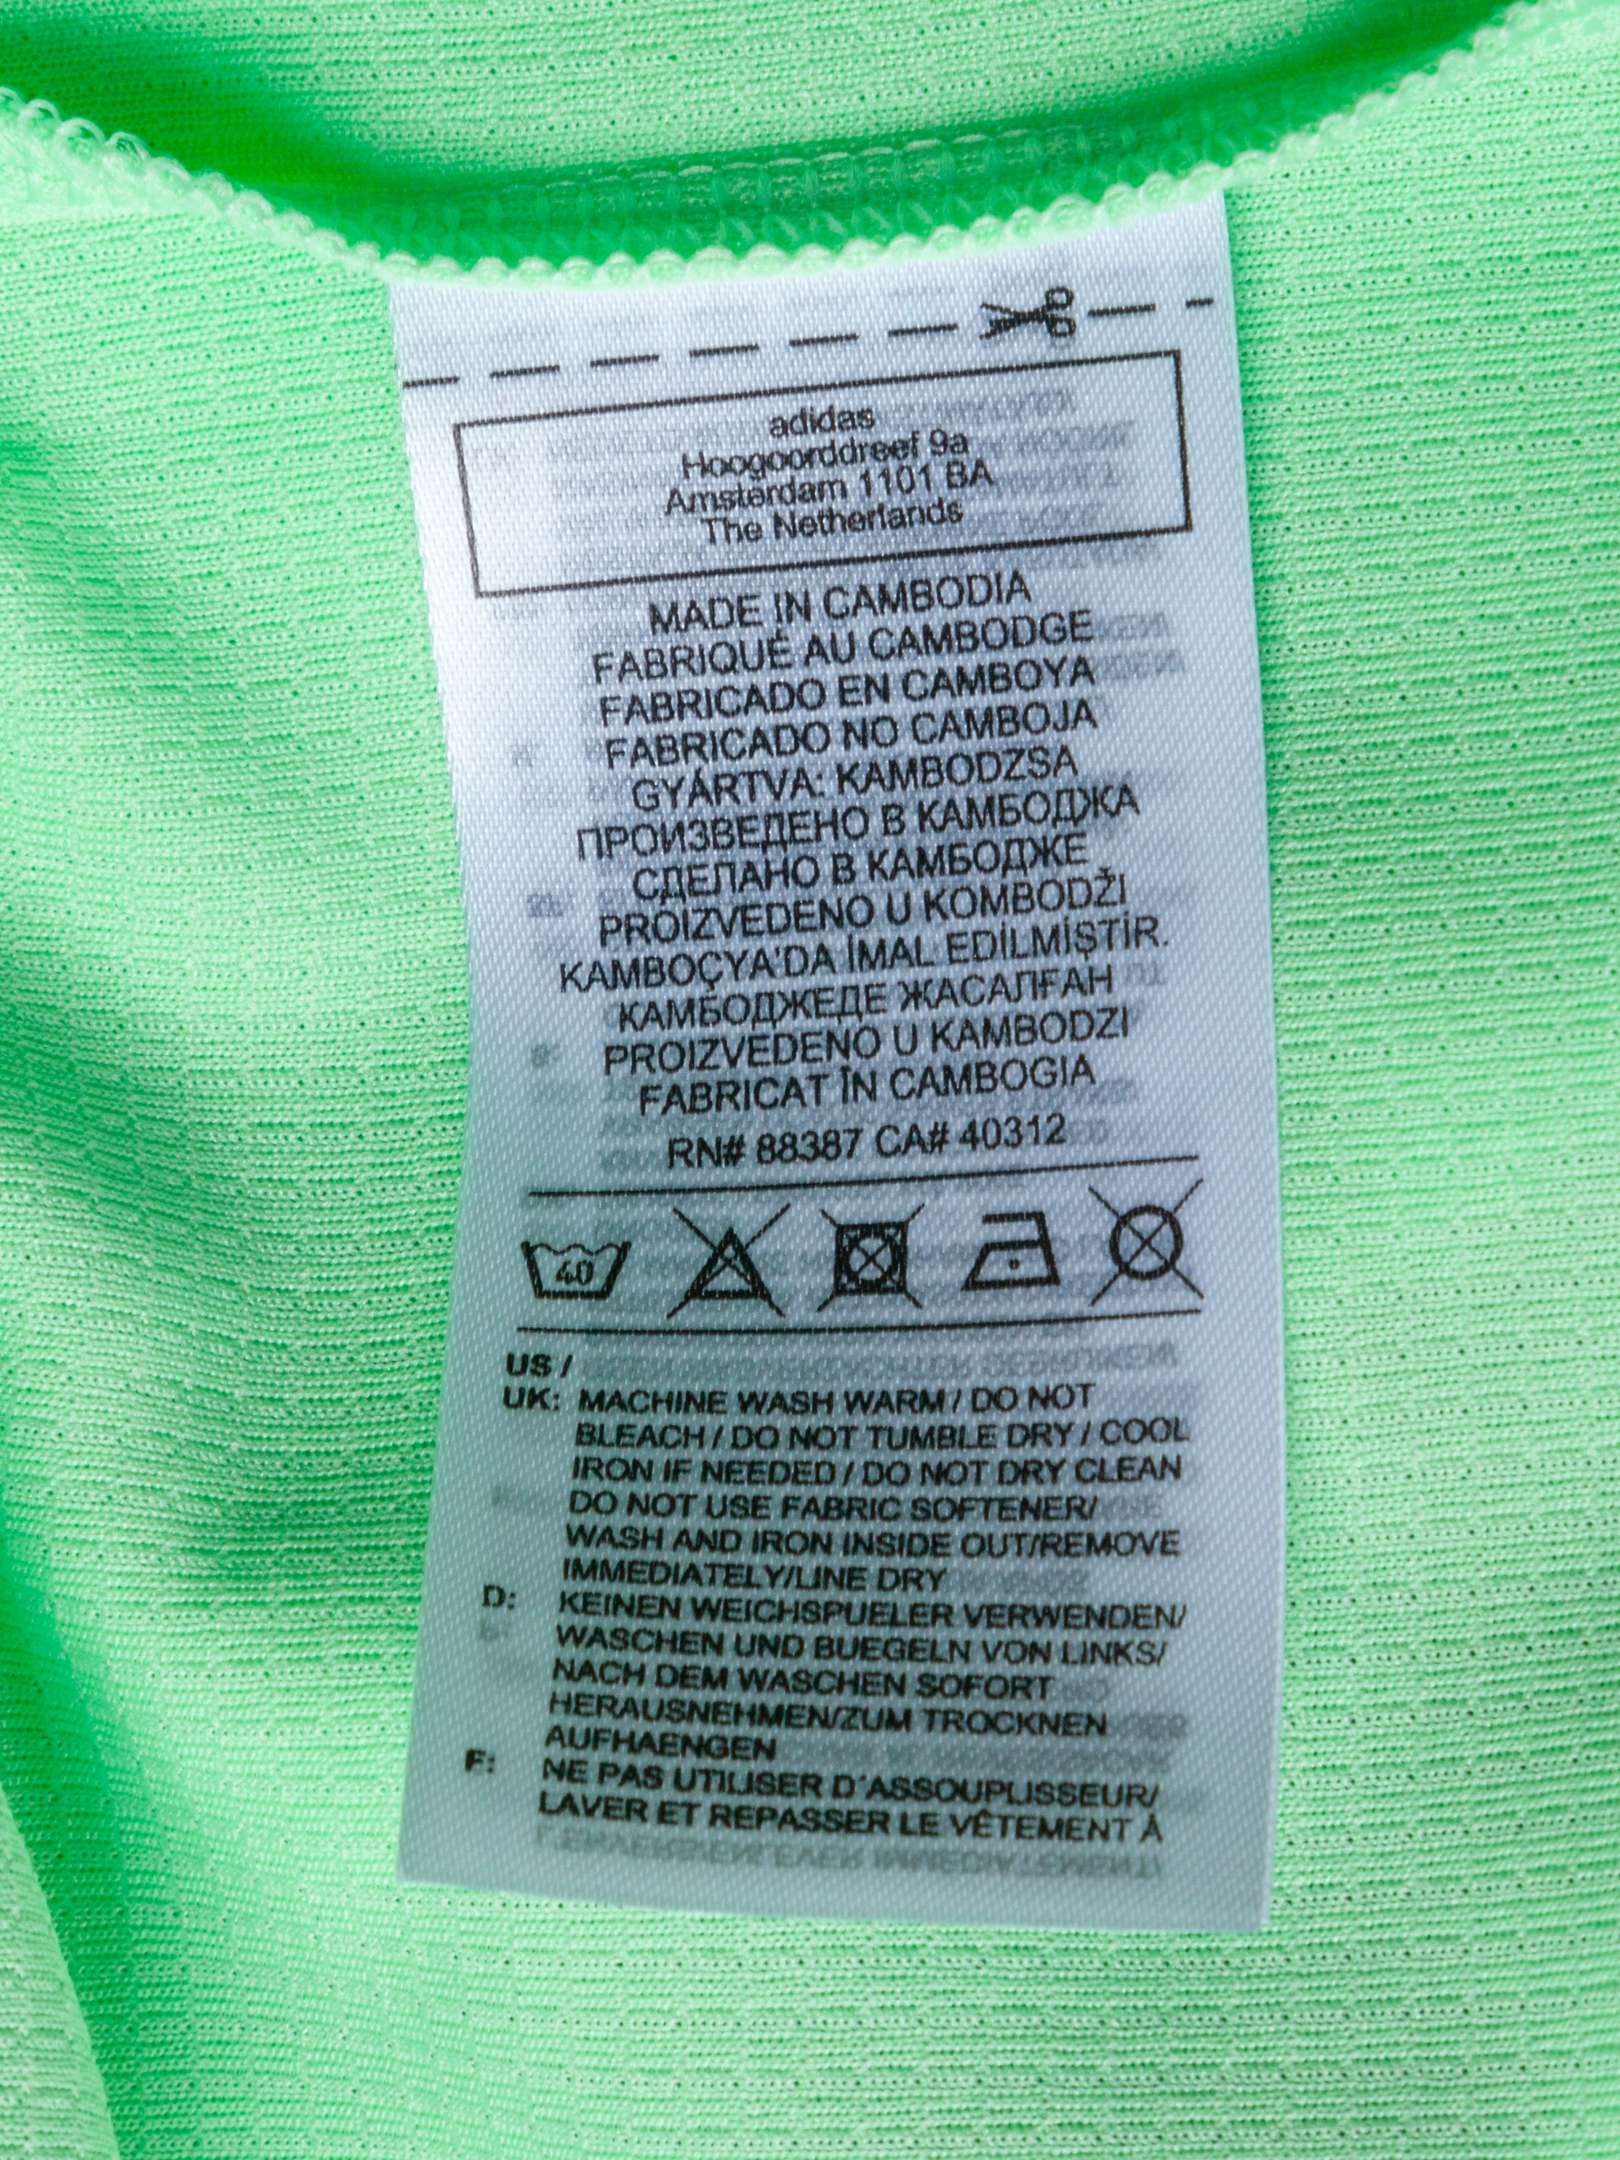 adidas
Hoogoorddreef 9a
Amsterdam 1101 BA
The Netherlands
MADE IN CAMBODIA
FABRIQUÉ AU CAMBODGE
FABRICADO EN CAMBOYA
FABRICADO NO CAMBOJA
GYÁRTVA: KAMBODZSA
ПРОИЗВЕДЕНО В КАМБОДЖА
СДЕЛАНО В КАМБОДЖЕ
PROIZVEDENO U KOMBODŽI
KAMBOÇYA'DA İMAL EDİLMİŞTİR.
КАМБОДЖЕДЕ ЖАСАЛҒАН
PROIZVEDENO U KAMBODZI
FABRICAT ÎN CAMBOGIA
RN# 88387 CA# 40312
40
US /
UK: MACHINE WASH WARM / DO NOT
BLEACH / DO NOT TUMBLE DRY / COOL
IRON IF NEEDED / DO NOT DRY CLEAN
DO NOT USE FABRIC SOFTENER/
WASH AND IRON INSIDE OUT/REMOVE
IMMEDIATELY/LINE DRY
D: KEINEN WEICHSPUELER VERWENDEN/
WASCHEN UND BUEGELN VON LINKS/
NACH DEM WASCHEN SOFORT
HERAUSNEHMEN/ZUM TROCKNEN
AUFHAENGEN
F: NE PAS UTILISER D'ASSOUPLISSEUR/
LAVER ET REPASSER LE VÊTEMENT À